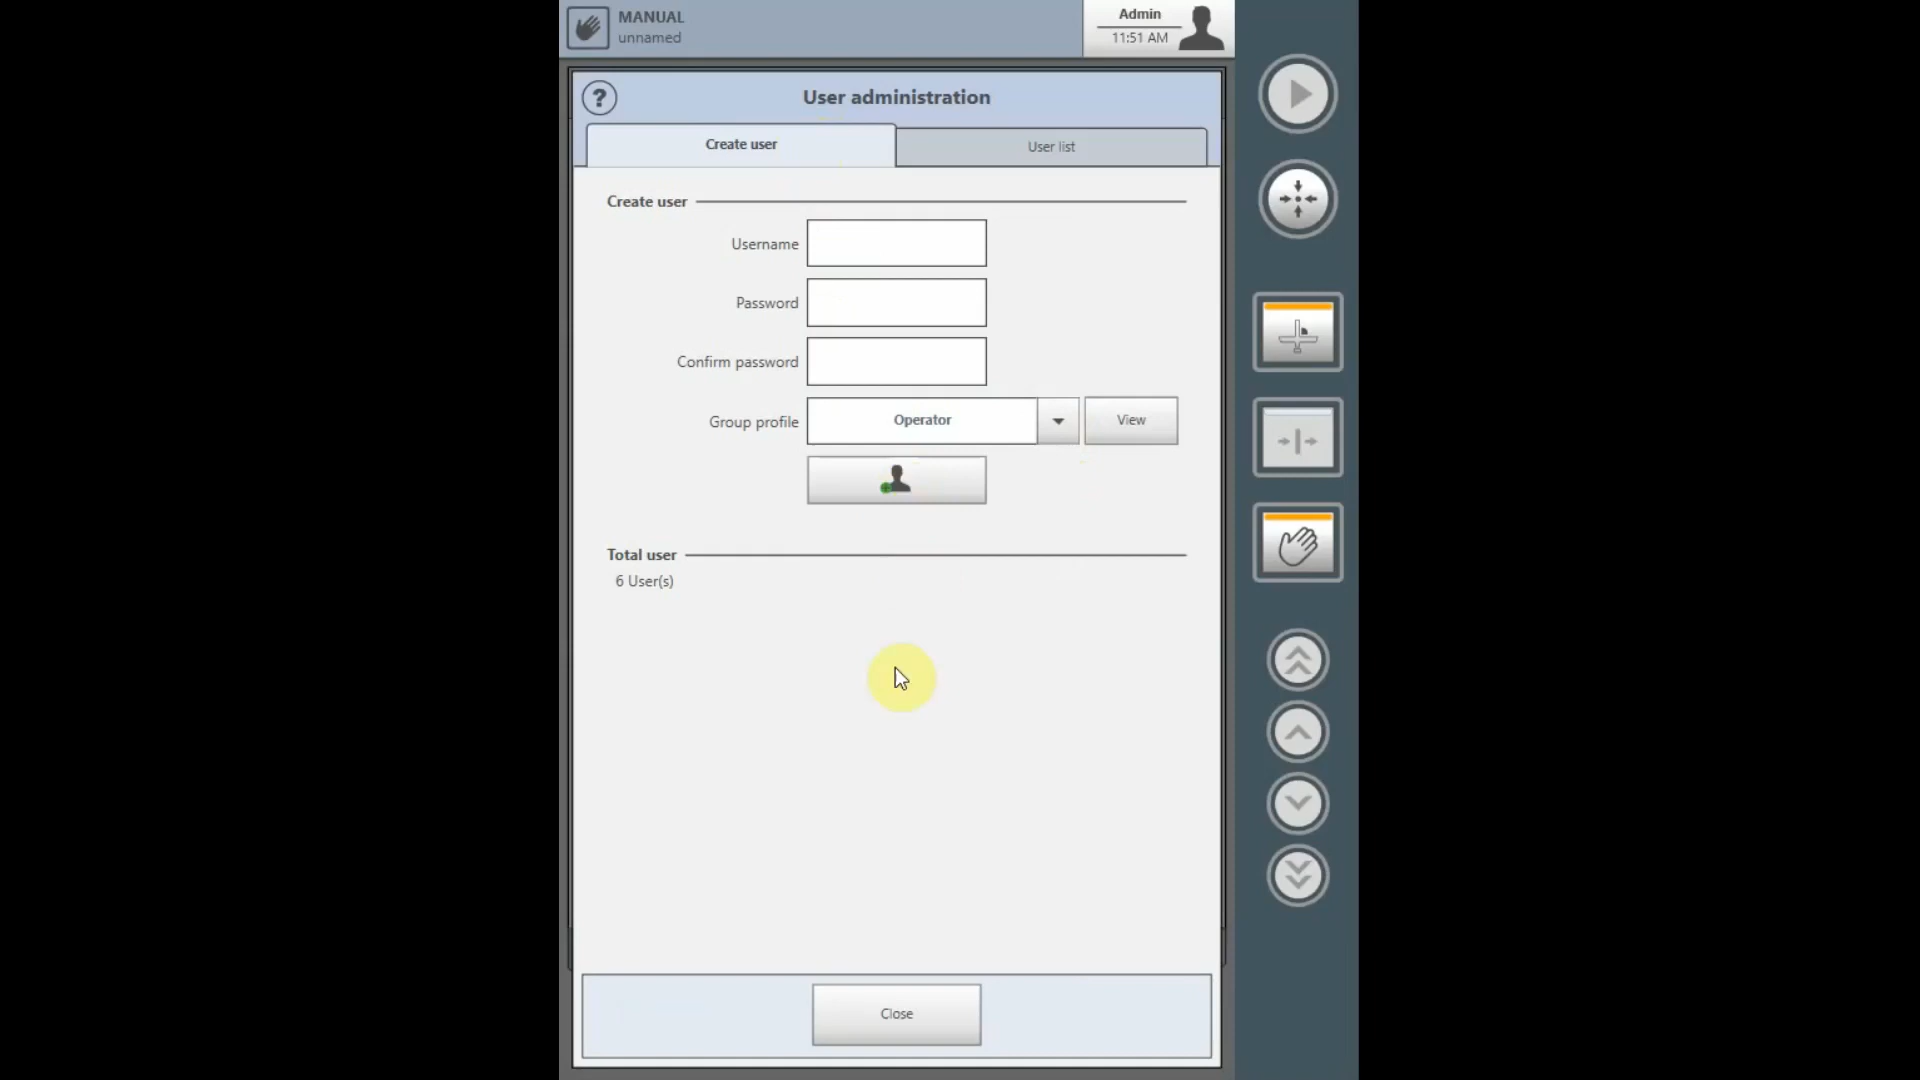 MANUAL
unnamed
Admin
11:51 AM
?
User administration
Create user
User list
Create user
Username
Password
Confirm password
Group profile
Operator
View
Total user
6 User(s)
Close